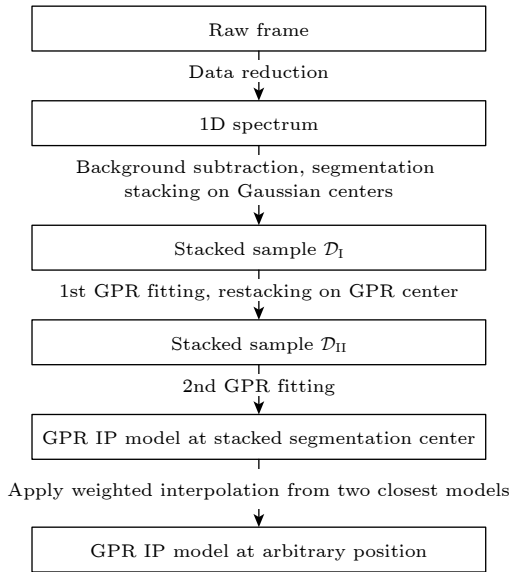 Raw frame
Data reduction
1D spectrum
Background subtraction, segmentation
stacking on Gaussian centers
Stacked sample 𝒟_I
1st GPR fitting, restacking on GPR center
Stacked sample 𝒟_II
2nd GPR fitting
GPR IP model at stacked segmentation center
Apply weighted interpolation from two closest models
GPR IP model at arbitrary position